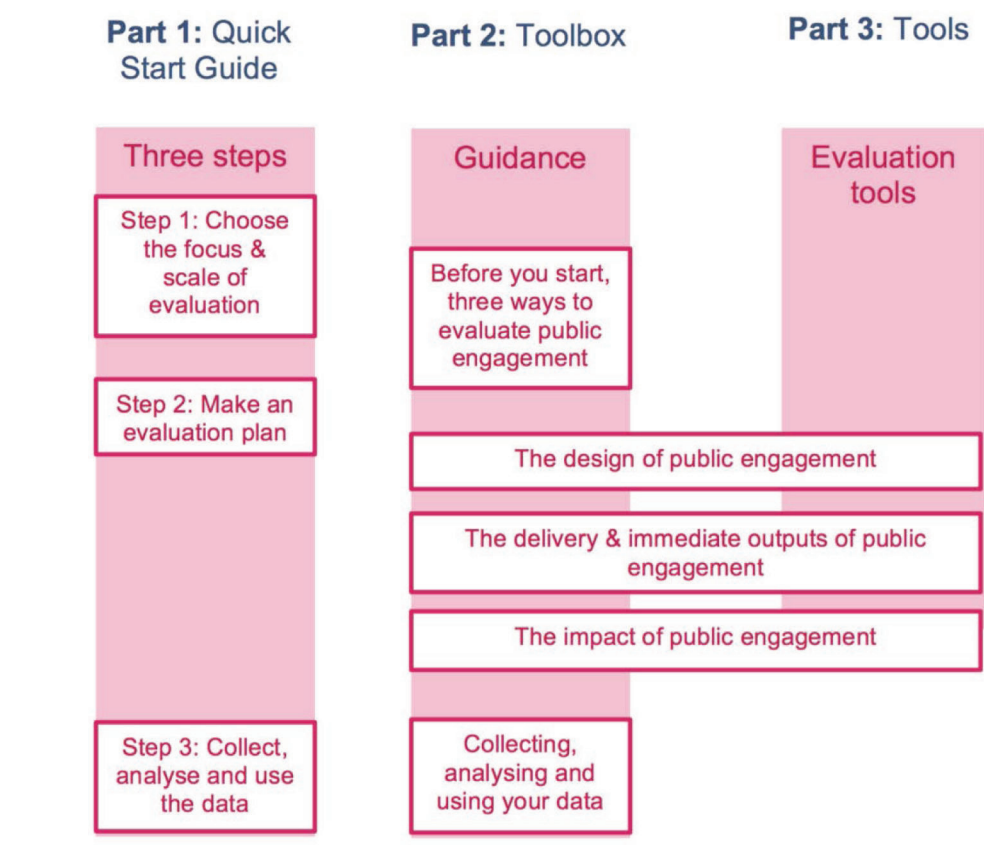 Part 1: Quick
Start Guide
Part 2: Toolbox
Part 3: Tools
Three steps
Step 1: Choose
the focus &
scale of
evaluation
Step 2: Make an
evaluation plan
Step 3: Collect,
analyse and use
the data
Guidance
Before you start,
three ways to
evaluate public
engagement
Evaluation
tools
The design of public engagement
The delivery & immediate outputs of public
engagement
The impact of public engagement
Collecting,
analysing and
using your data